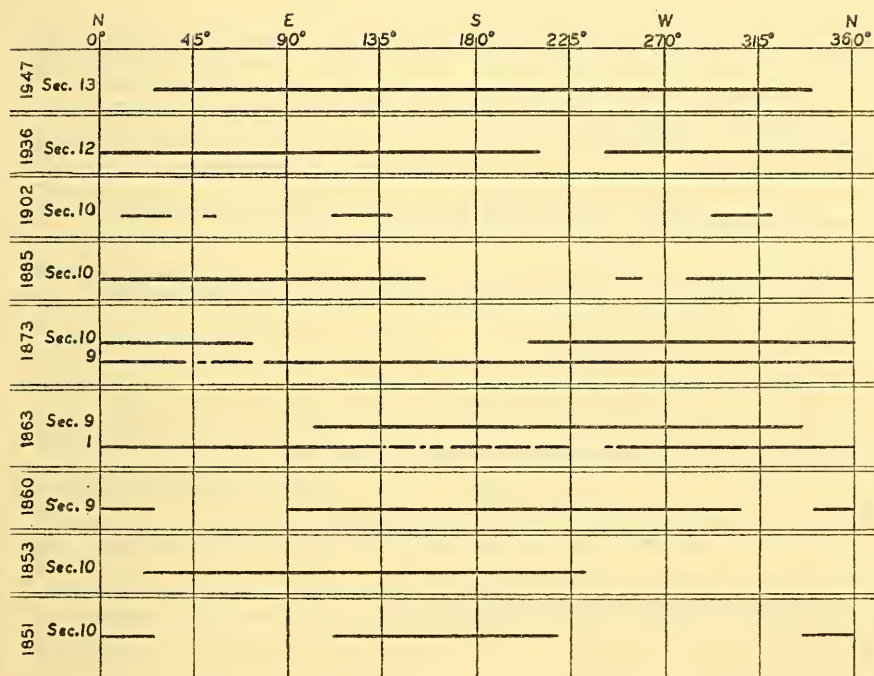 N E S W N
0° 45° 90° 135° 180° 225° 270° 315° 360°
1947 Sec. 13
1936 Sec. 12
1902 Sec. 10
1885 Sec. 10
1873 Sec. 10
9
1863 Sec. 9
1
1860 Sec. 9
1853 Sec. 10
1851 Sec. 10